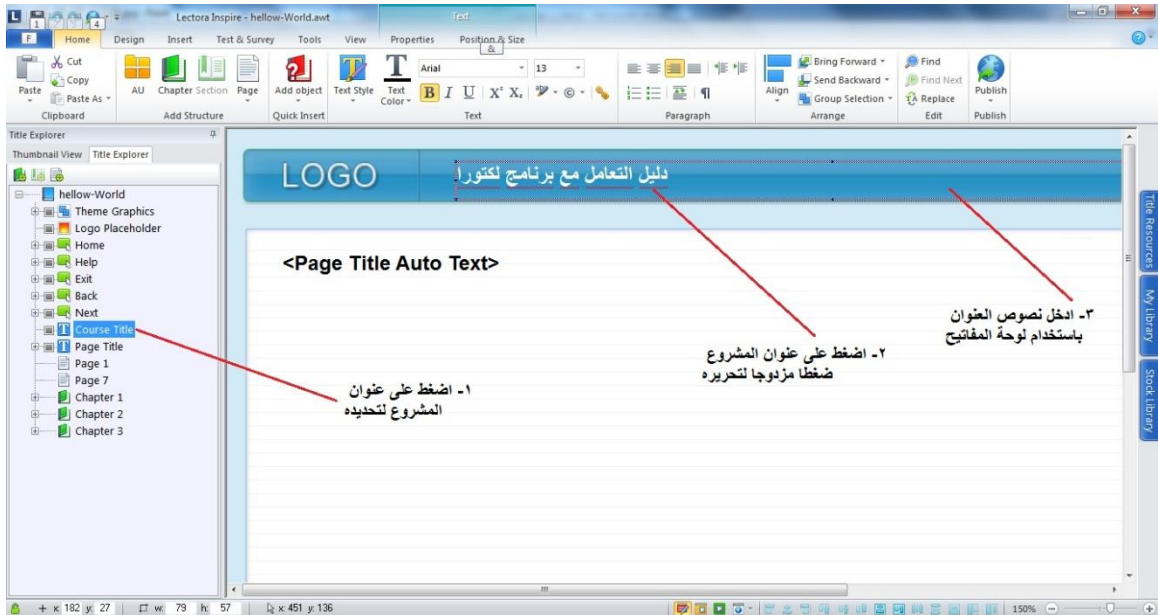 Lectora Inspire - hellow-World.awt
Text
1
4
F
Home
Design
Insert
Test & Survey
Tools
View
Properties
Position & Size
&
Paste
Cut
Copy
Paste As
Clipboard
AU
Chapter
Section
Page
Add Structure
Add object
Quick Insert
Text Style
Text Color
Arial
13
B I U X² X₂
Text
Paragraph
Align
Bring Forward
Send Backward
Group Selection
Arrange
Find
Find Next
Replace
Edit
Publish
Publish
Title Explorer
Thumbnail View
Title Explorer
hellow-World
Theme Graphics
Logo Placeholder
Home
Help
Exit
Back
Next
Course Title
Page Title
Page 1
Page 7
Chapter 1
Chapter 2
Chapter 3
LOGO
دليل التعامل مع برنامج لكتورا
<Page Title Auto Text>
٣- ادخل نصوص العنوان
باستخدام لوحة المفاتيح
٢- اضغط على عنوان المشروع
ضغطا مزدوجا لتحريره
١- اضغط على عنوان
المشروع لتحديده
Title Resources
My Library
Stock Library
x: 182 y: 27
w: 79 h: 57
x: 451 y: 136
150%